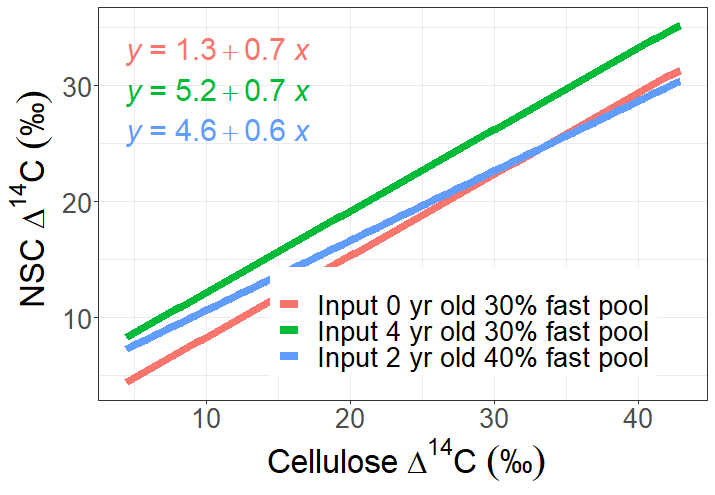 y = 1.3 + 0.7 x
y = 5.2 + 0.7 x
y = 4.6 + 0.6 x
30
20
10
NSC Δ¹⁴C (‰)
Input 0 yr old 30% fast pool
Input 4 yr old 30% fast pool
Input 2 yr old 40% fast pool
10 20 30 40
Cellulose Δ¹⁴C (‰)